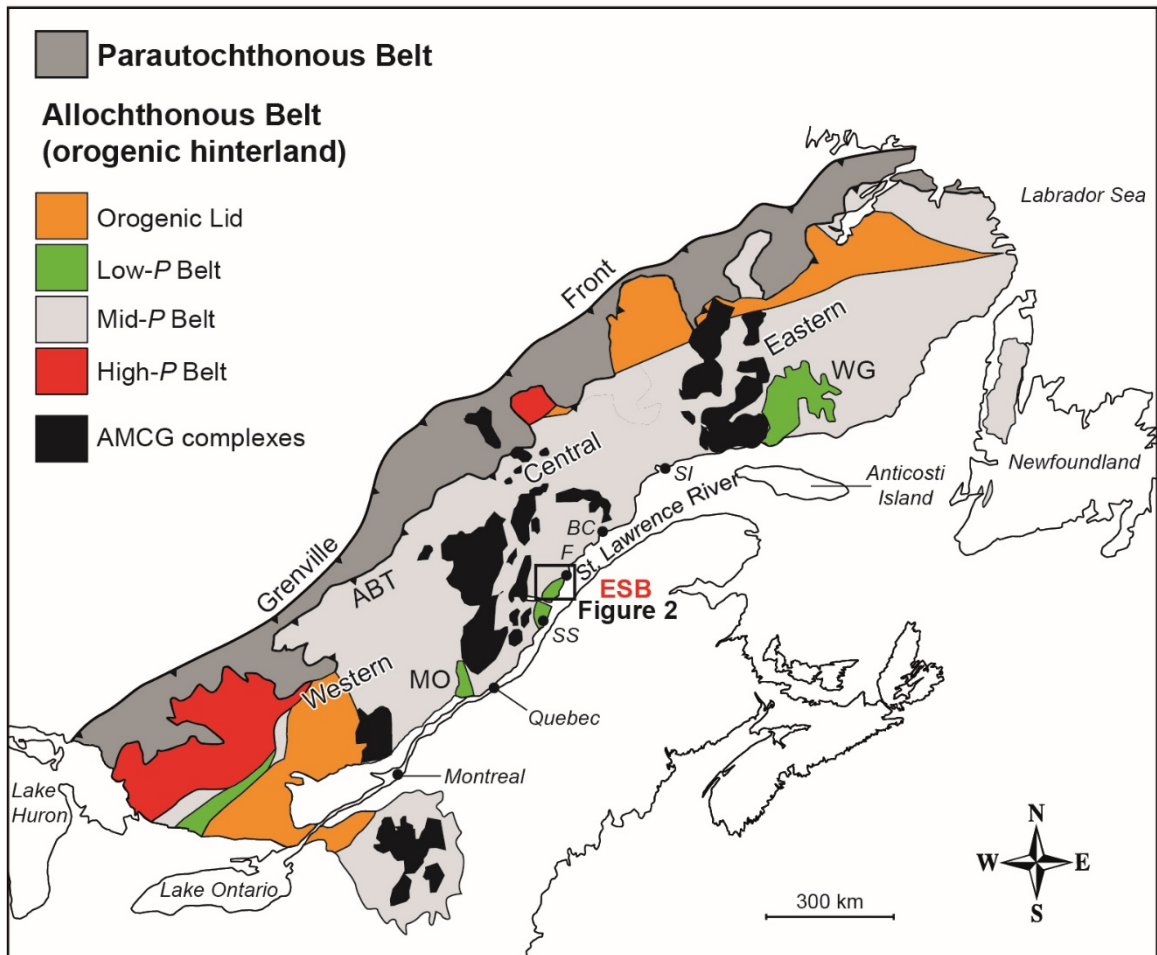 Parautochthonous Belt
Allochthonous Belt
(orogenic hinterland)
Orogenic Lid
Low-P Belt
Mid-P Belt
High-P Belt
AMCG complexes
Labrador Sea
Front
Eastern
WG
Central
Newfoundland
SI
Anticosti
Island
BC
St. Lawrence River
F
Grenville
ABT
ESB
Figure 2
SS
Western
MO
Quebec
Montreal
Lake
Huron
Lake Ontario
N
W
E
S
300 km